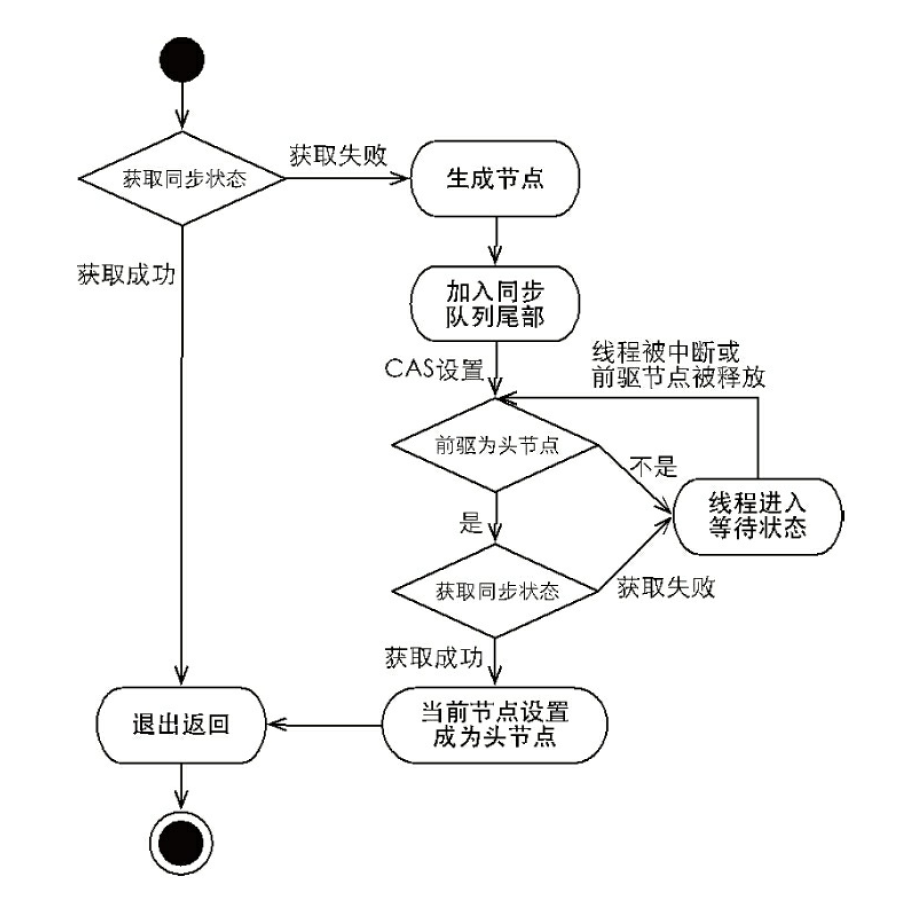 获取同步状态
获取失败
生成节点
获取成功
加入同步
队列尾部
CAS设置
线程被中断或
前驱节点被释放
前驱为头节点
不是
线程进入
等待状态
是
获取同步状态
获取失败
获取成功
退出返回
当前节点设置
成为头节点